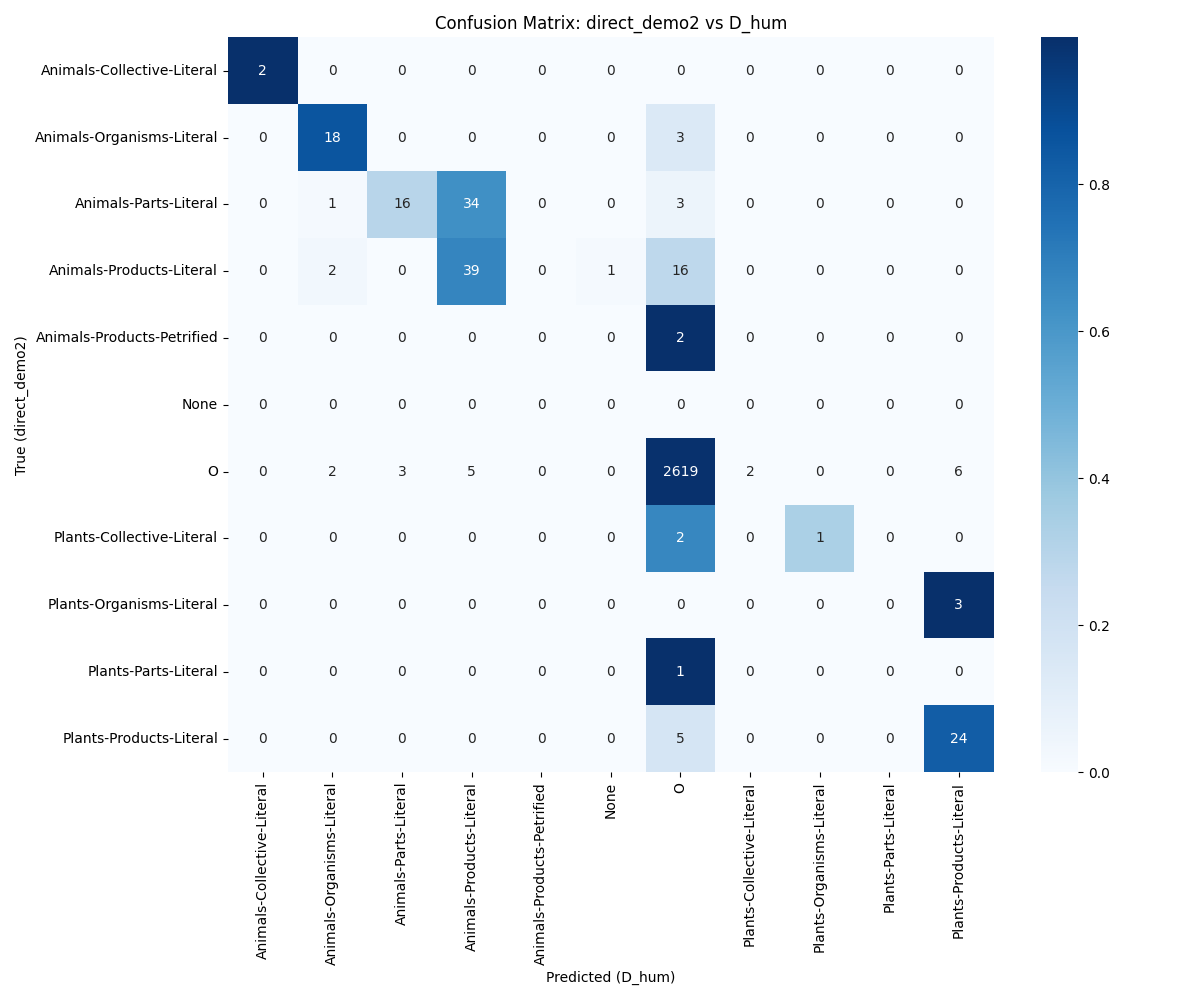 Confusion Matrix: direct_demo2 vs D_hum
Animals-Collective-Literal 2 0 0 0 0 0 0 0 0 0 0
Animals-Organisms-Literal 0 18 0 0 0 0 3 0 0 0 0
Animals-Parts-Literal 0 1 16 34 0 0 3 0 0 0 0
Animals-Products-Literal 0 2 0 39 0 1 16 0 0 0 0
Animals-Products-Petrified 0 0 0 0 0 0 2 0 0 0 0
None 0 0 0 0 0 0 0 0 0 0 0
O 0 2 3 5 0 0 2619 2 0 0 6
Plants-Collective-Literal 0 0 0 0 0 0 2 0 1 0 0
Plants-Organisms-Literal 0 0 0 0 0 0 0 0 0 0 3
Plants-Parts-Literal 0 0 0 0 0 0 1 0 0 0 0
Plants-Products-Literal 0 0 0 0 0 0 5 0 0 0 24
True (direct_demo2)
Animals-Collective-Literal
Animals-Organisms-Literal
Animals-Parts-Literal
Animals-Products-Literal
Animals-Products-Petrified
None
O
Plants-Collective-Literal
Plants-Organisms-Literal
Plants-Parts-Literal
Plants-Products-Literal
Predicted (D_hum)
0.8
0.6
0.4
0.2
0.0